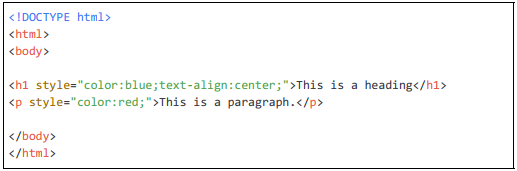 <!DOCTYPE html>
<html>
<body>
<h1 style="color:blue;text-align:center;">This is a heading</h1>
<p style="color:red;">This is a paragraph.</p>
</body>
</html>